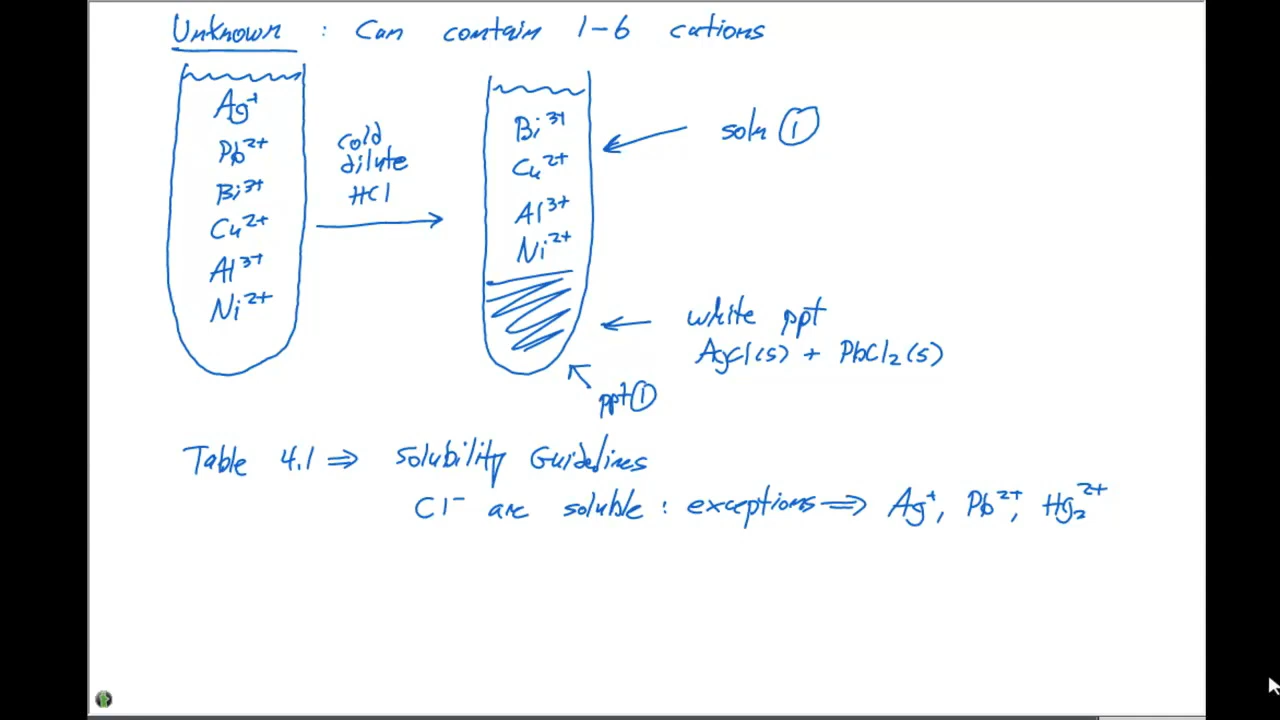 Unknown : Can contain 1-6 cations
Ag⁺
Pb²⁺
Bi³⁺
Cu²⁺
Al³⁺
Ni²⁺
cold
dilute
HCl
Bi³⁺
Cu²⁺
Al³⁺
Ni²⁺
soln ①
white ppt
AgCl(s) + PbCl₂(s)
ppt ①
Table 4.1 ⇒ Solubility Guidelines
Cl⁻ are soluble : exceptions ⇒ Ag⁺, Pb²⁺, Hg₂²⁺